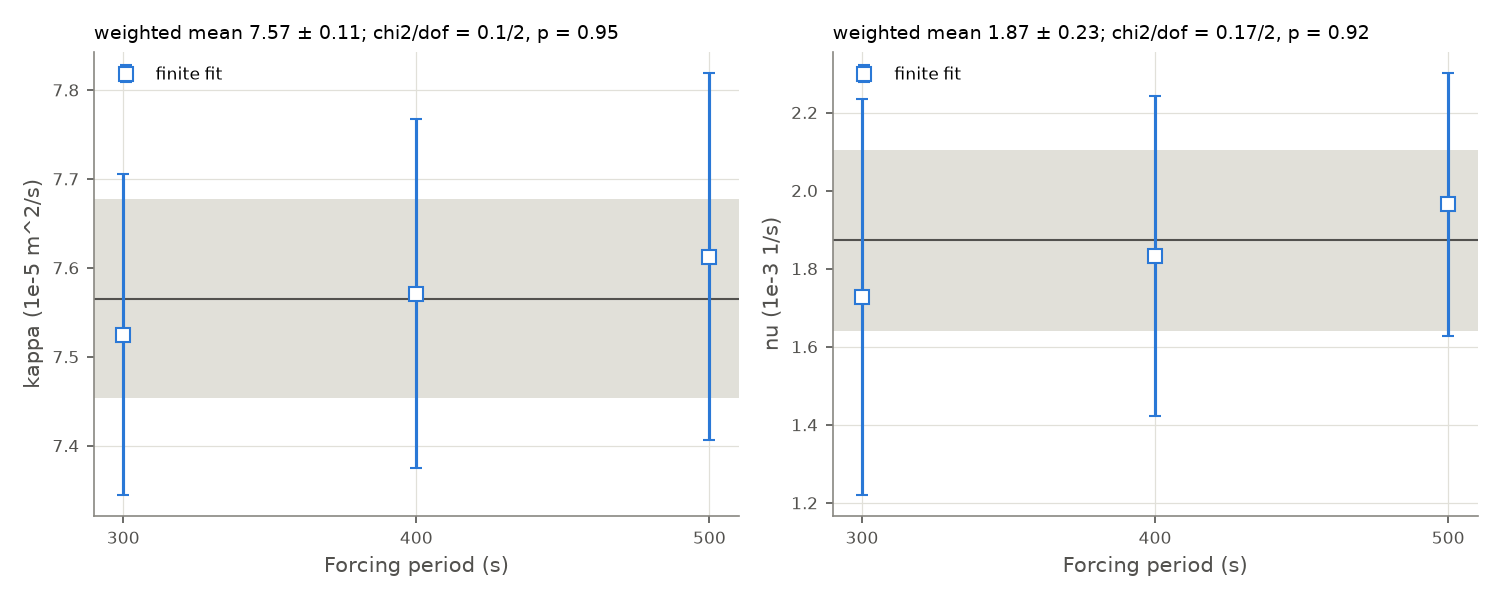 weighted mean 7.57 ± 0.11; chi2/dof = 0.1/2, p = 0.95
finite fit
7.8
7.7
7.6
7.5
7.4
kappa (1e-5 m^2/s)
300
400
500
Forcing period (s)
weighted mean 1.87 ± 0.23; chi2/dof = 0.17/2, p = 0.92
finite fit
2.2
2.0
1.8
1.6
1.4
1.2
nu (1e-3 1/s)
300
400
500
Forcing period (s)